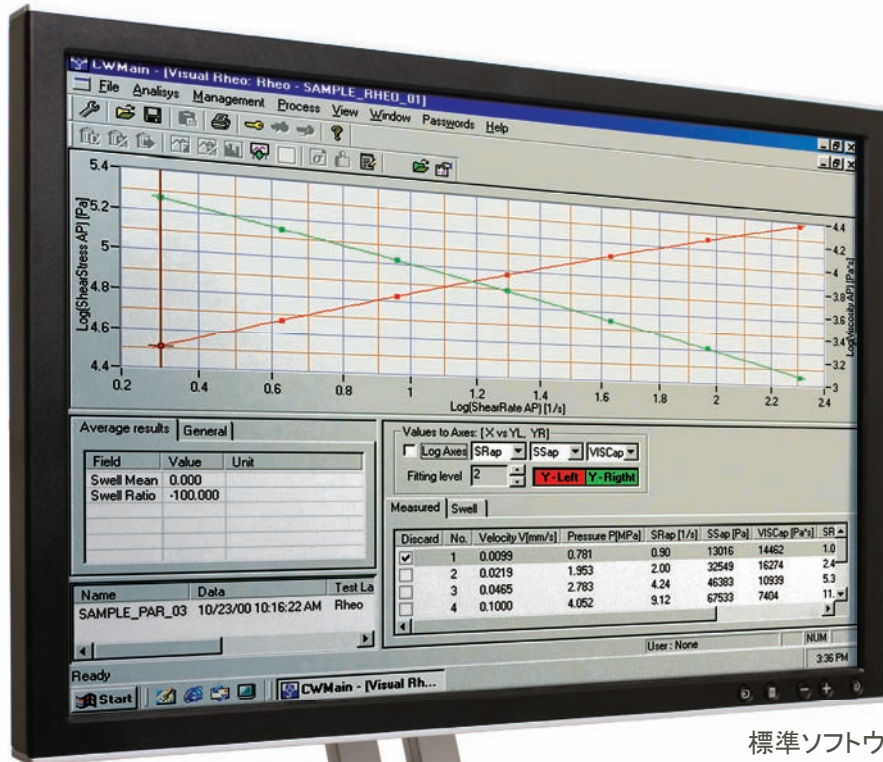 CWMain - [Visual Rheo: Rheo - SAMPLE_RHEO_01]
File Analisys Management Process View Window Passwords Help
5.4
5.2
5
4.8
4.6
4.4
Log(ShearStress AP) [Pa]
4.4
4.2
4
3.8
3.6
3.4
3.2
3
Log(Viscosity AP) [Pa*s]
0.2 0.4 0.6 0.8 1 1.2 1.4 1.6 1.8 2 2.2 2.4
Log(ShearRate AP) [1/s]
Average results General
Field Value Unit
Swell Mean 0.000
Swell Ratio -100.000
Name Data Test La
SAMPLE_PAR_03 10/23/00 10:16:22 AM Rheo
Values to Axes: [X vs YL, YR]
Log Axes SRap SSap VISCap
Fitting level 2 Y-Left Y-Rigtht
Measured Swell
Discard No. Velocity V[mm/s] Pressure P[MPa] SRap [1/s] SSap [Pa] VISCap [Pa*s] SR
1 0.0099 0.781 0.90 13016 14462 1.0
2 0.0219 1.953 2.00 32549 16274 2.4
3 0.0465 2.783 4.24 46383 10939 5.3
4 0.1000 4.052 9.12 67533 7404 11.
User : None NUM
Ready
3:36 PM
Start CWMain - [Visual Rh...
標準ソフトウ